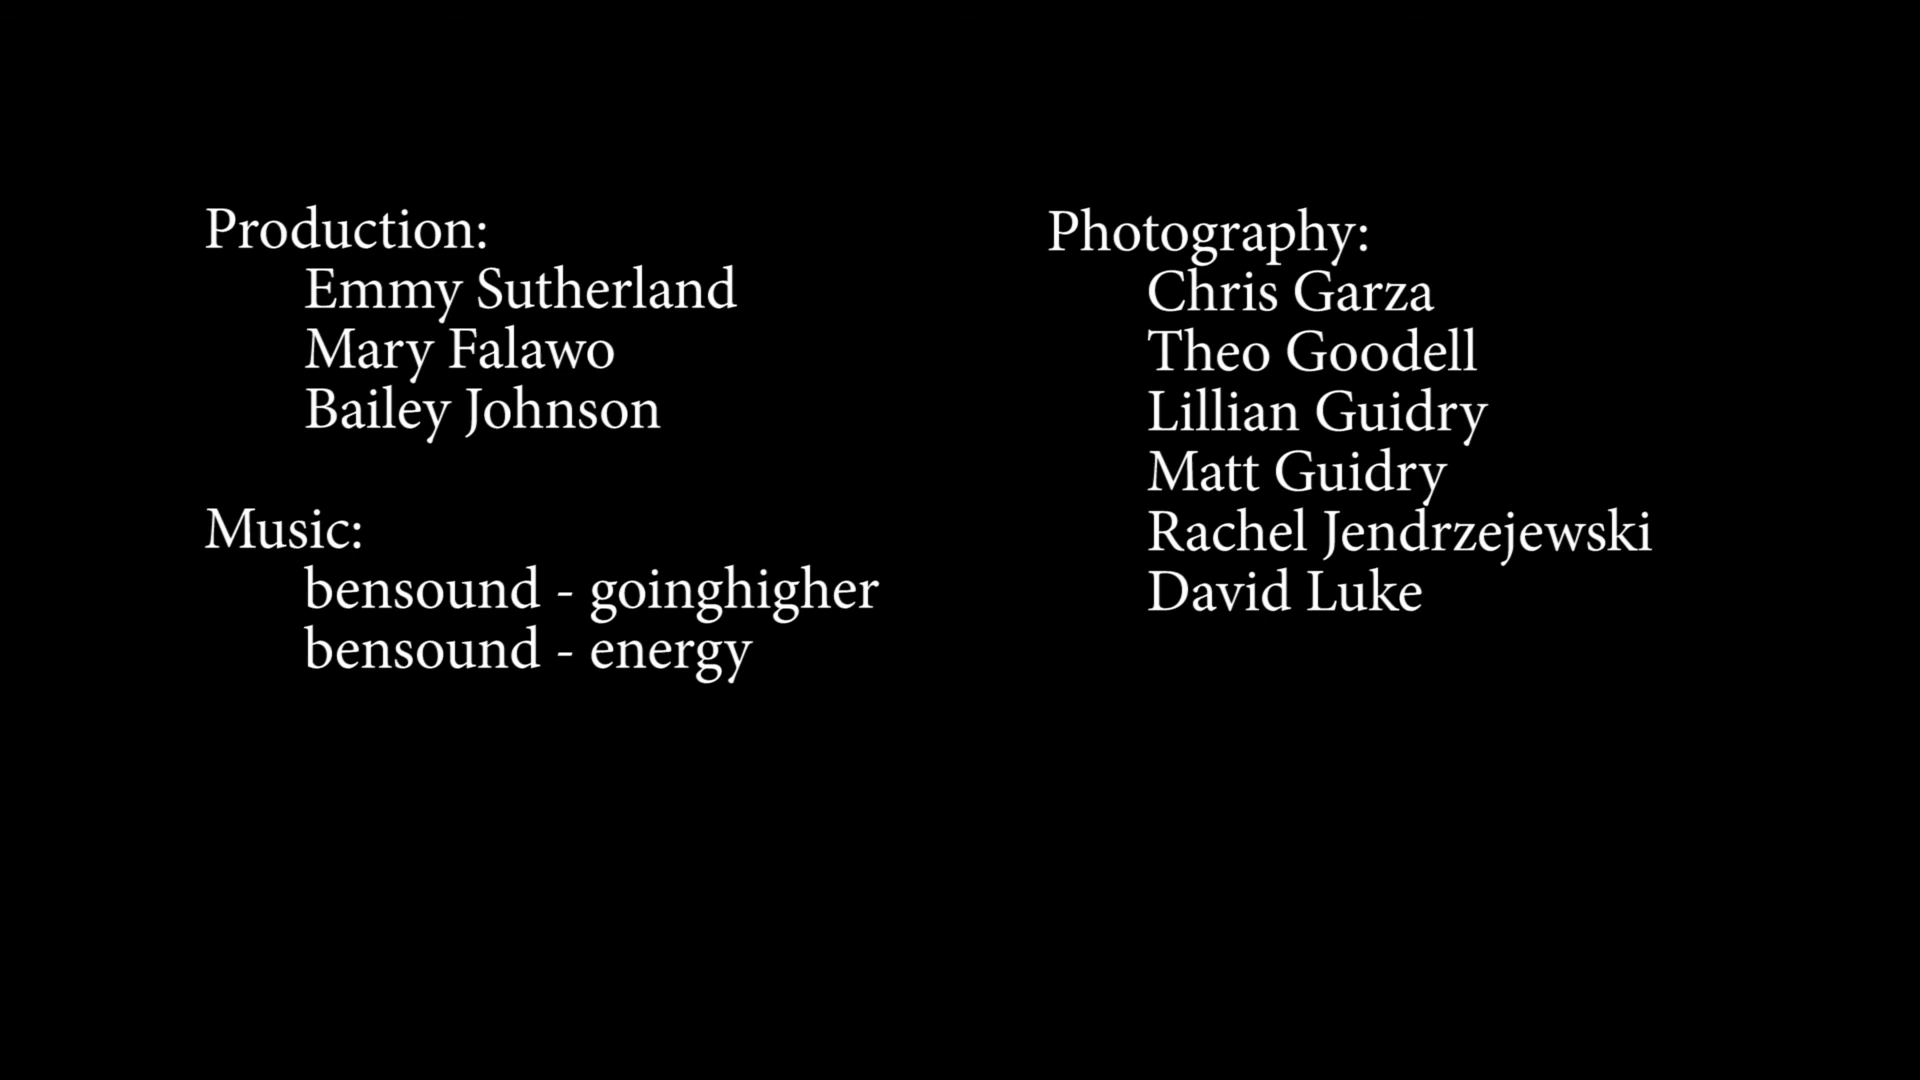 Production:
Emmy Sutherland
Mary Falawo
Bailey Johnson
Music:
bensound - goinghigher
bensound - energy
Photography:
Chris Garza
Theo Goodell
Lillian Guidry
Matt Guidry
Rachel Jendrzejewski
David Luke